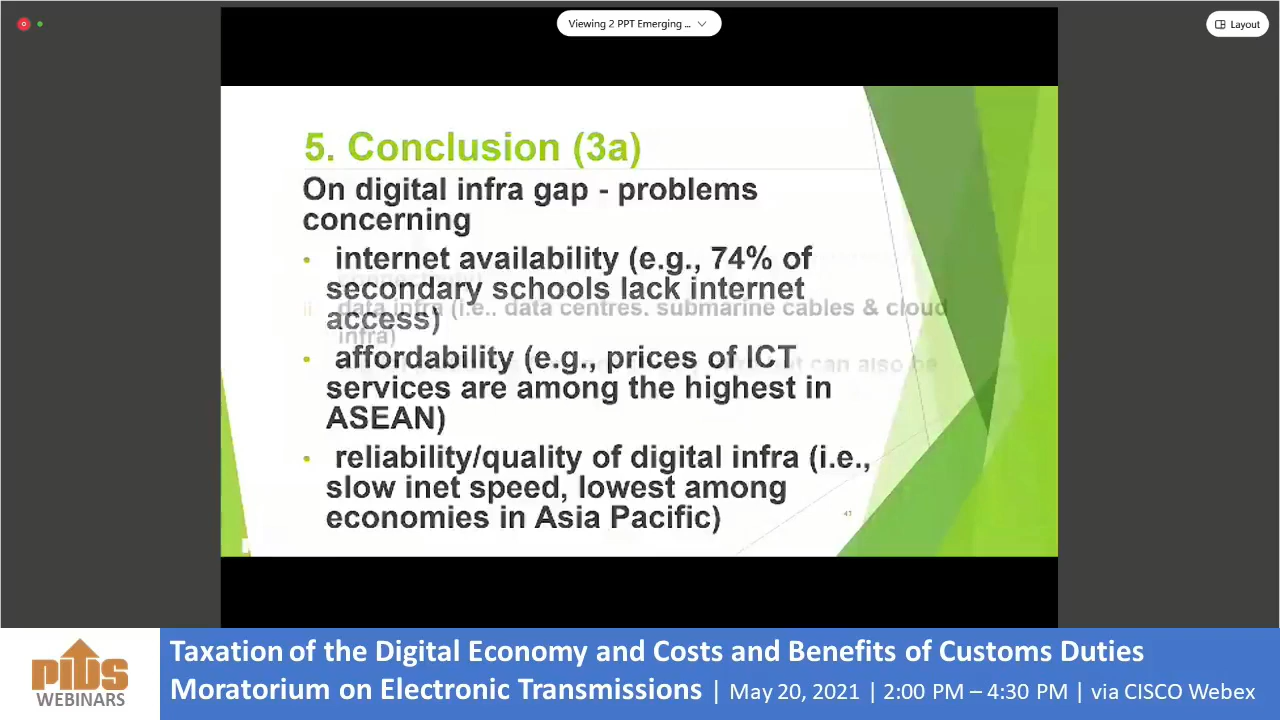 Viewing 2 PPT Emerging ...
Layout
5. Conclusion (3a)
On digital infra gap - problems
concerning
• internet availability (e.g., 74% of
secondary schools lack internet
access)
data infra (i.e., data centres, submarine cables & cloud
infra)
can also be
• affordability (e.g., prices of ICT
services are among the highest in
ASEAN)
• reliability/quality of digital infra (i.e.,
slow inet speed, lowest among
economies in Asia Pacific)
PIDS
WEBINARS
Taxation of the Digital Economy and Costs and Benefits of Customs Duties
Moratorium on Electronic Transmissions | May 20, 2021 | 2:00 PM – 4:30 PM | via CISCO Webex